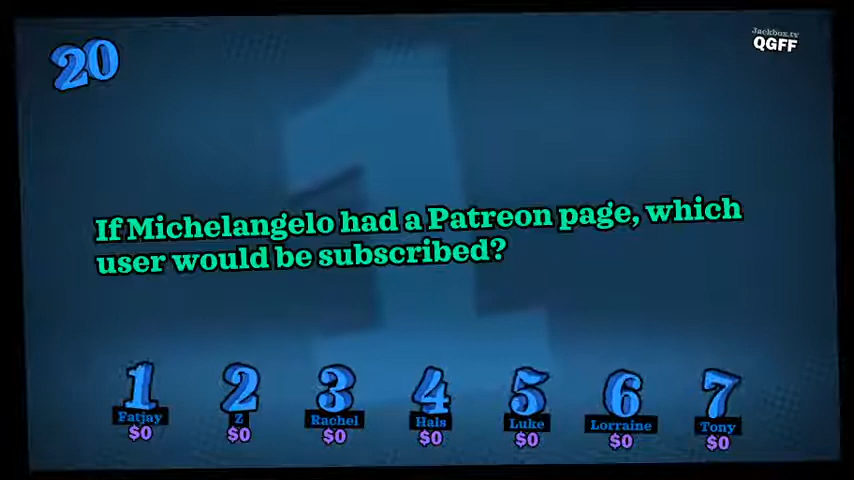 20
Jackbox.tv
QGFF
1
If Michelangelo had a Patreon page, which
user would be subscribed?
1 2 3 4 5 6 7
Fatjay Z Rachel Hals Luke Lorraine Tony
$0 $0 $0 $0 $0 $0 $0